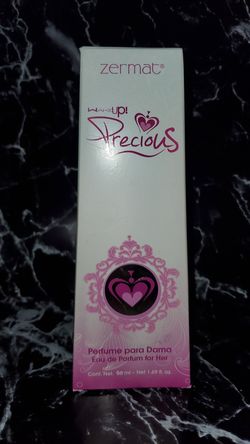 zermat®
WAKE UP!
Precious
Perfume para Dama
Eau de Parfum for Her
Cont. Net. 50 ml - Net 1.69 fl. oz.